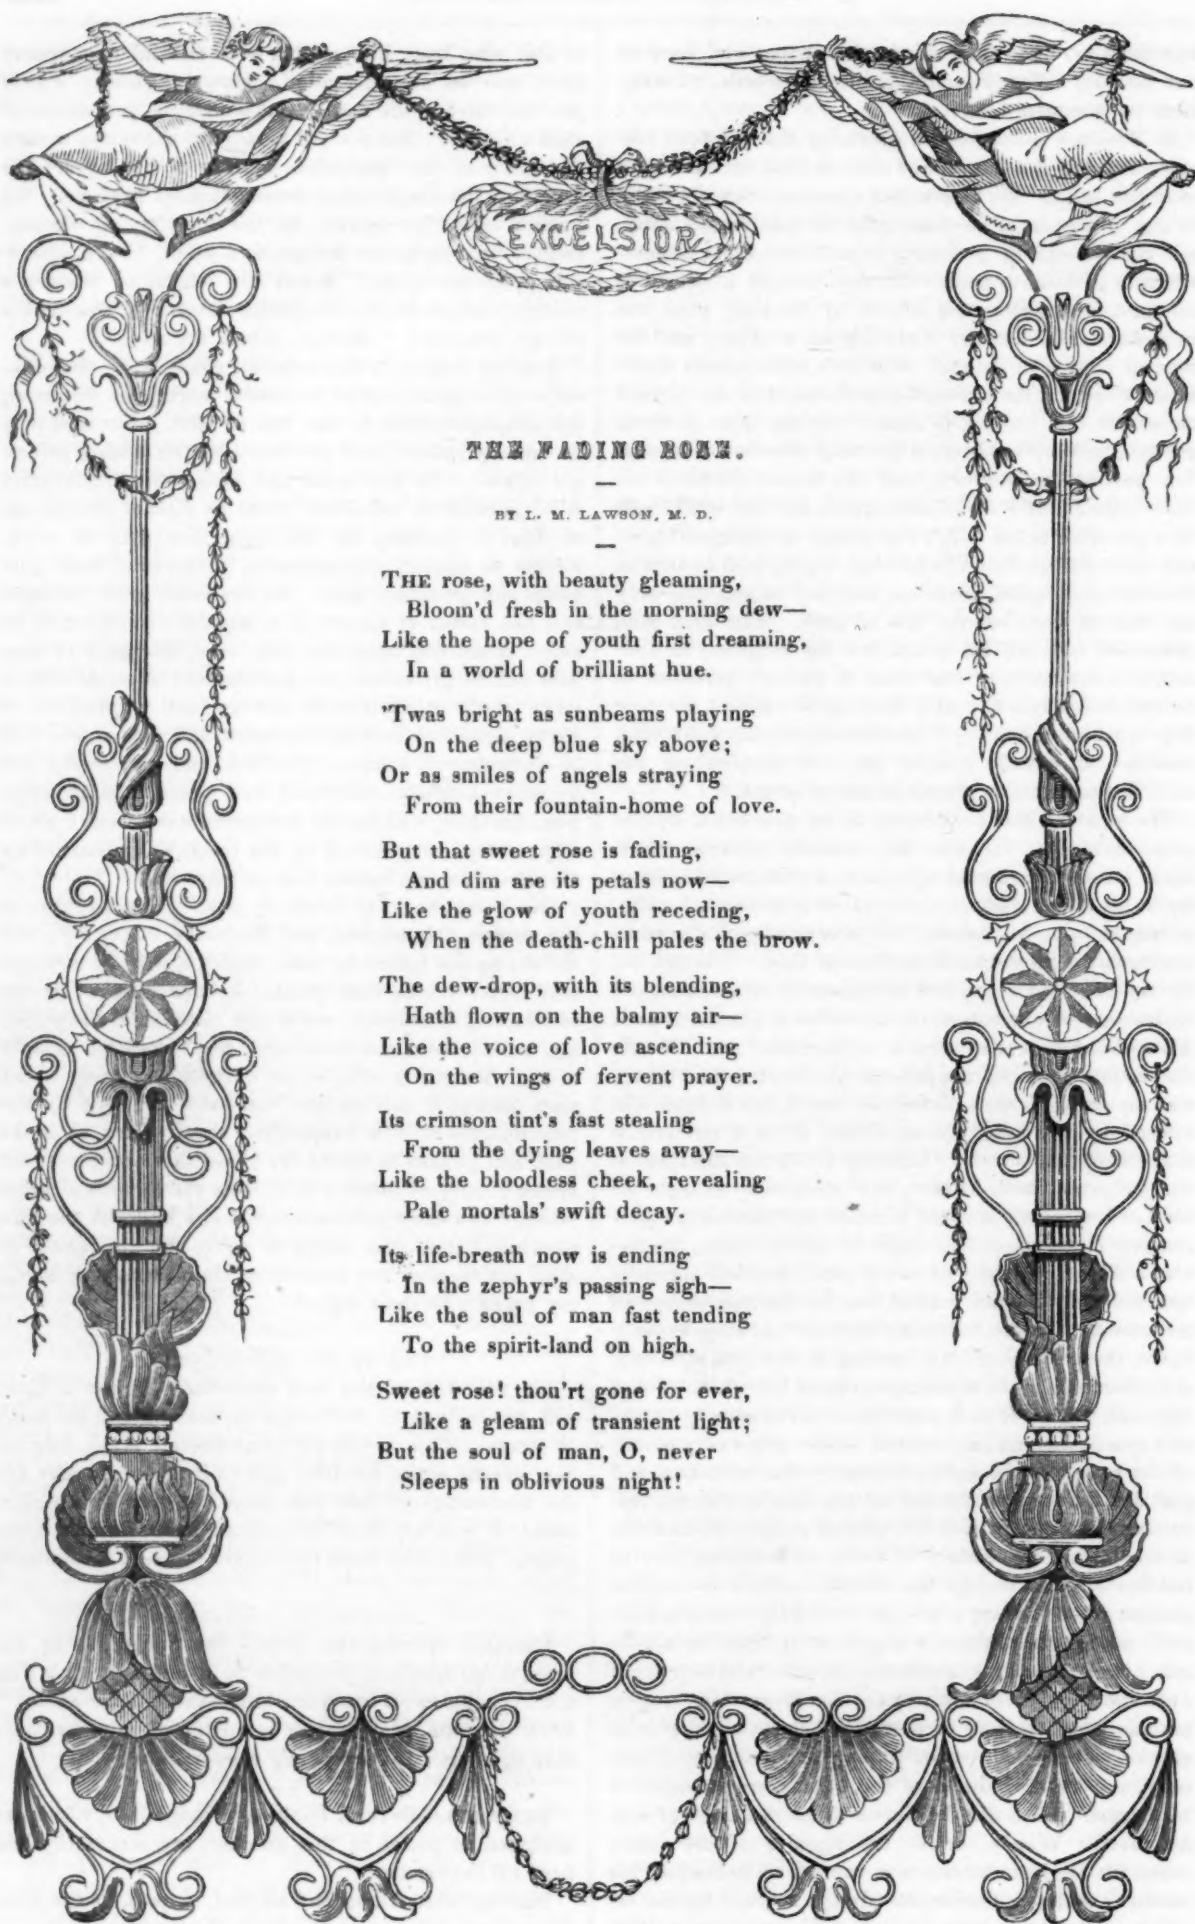 EXCELSIOR
THE FADING ROSE.
BY L. M. LAWSON, M. D.
THE rose, with beauty gleaming,
Bloom'd fresh in the morning dew—
Like the hope of youth first dreaming,
In a world of brilliant hue.
'Twas bright as sunbeams playing
On the deep blue sky above;
Or as smiles of angels straying
From their fountain-home of love.
But that sweet rose is fading,
And dim are its petals now—
Like the glow of youth receding,
When the death-chill pales the brow.
The dew-drop, with its blending,
Hath flown on the balmy air—
Like the voice of love ascending
On the wings of fervent prayer.
Its crimson tint's fast stealing
From the dying leaves away—
Like the bloodless cheek, revealing
Pale mortals' swift decay.
Its life-breath now is ending
In the zephyr's passing sigh—
Like the soul of man fast tending
To the spirit-land on high.
Sweet rose! thou'rt gone for ever,
Like a gleam of transient light;
But the soul of man, O, never
Sleeps in oblivious night!